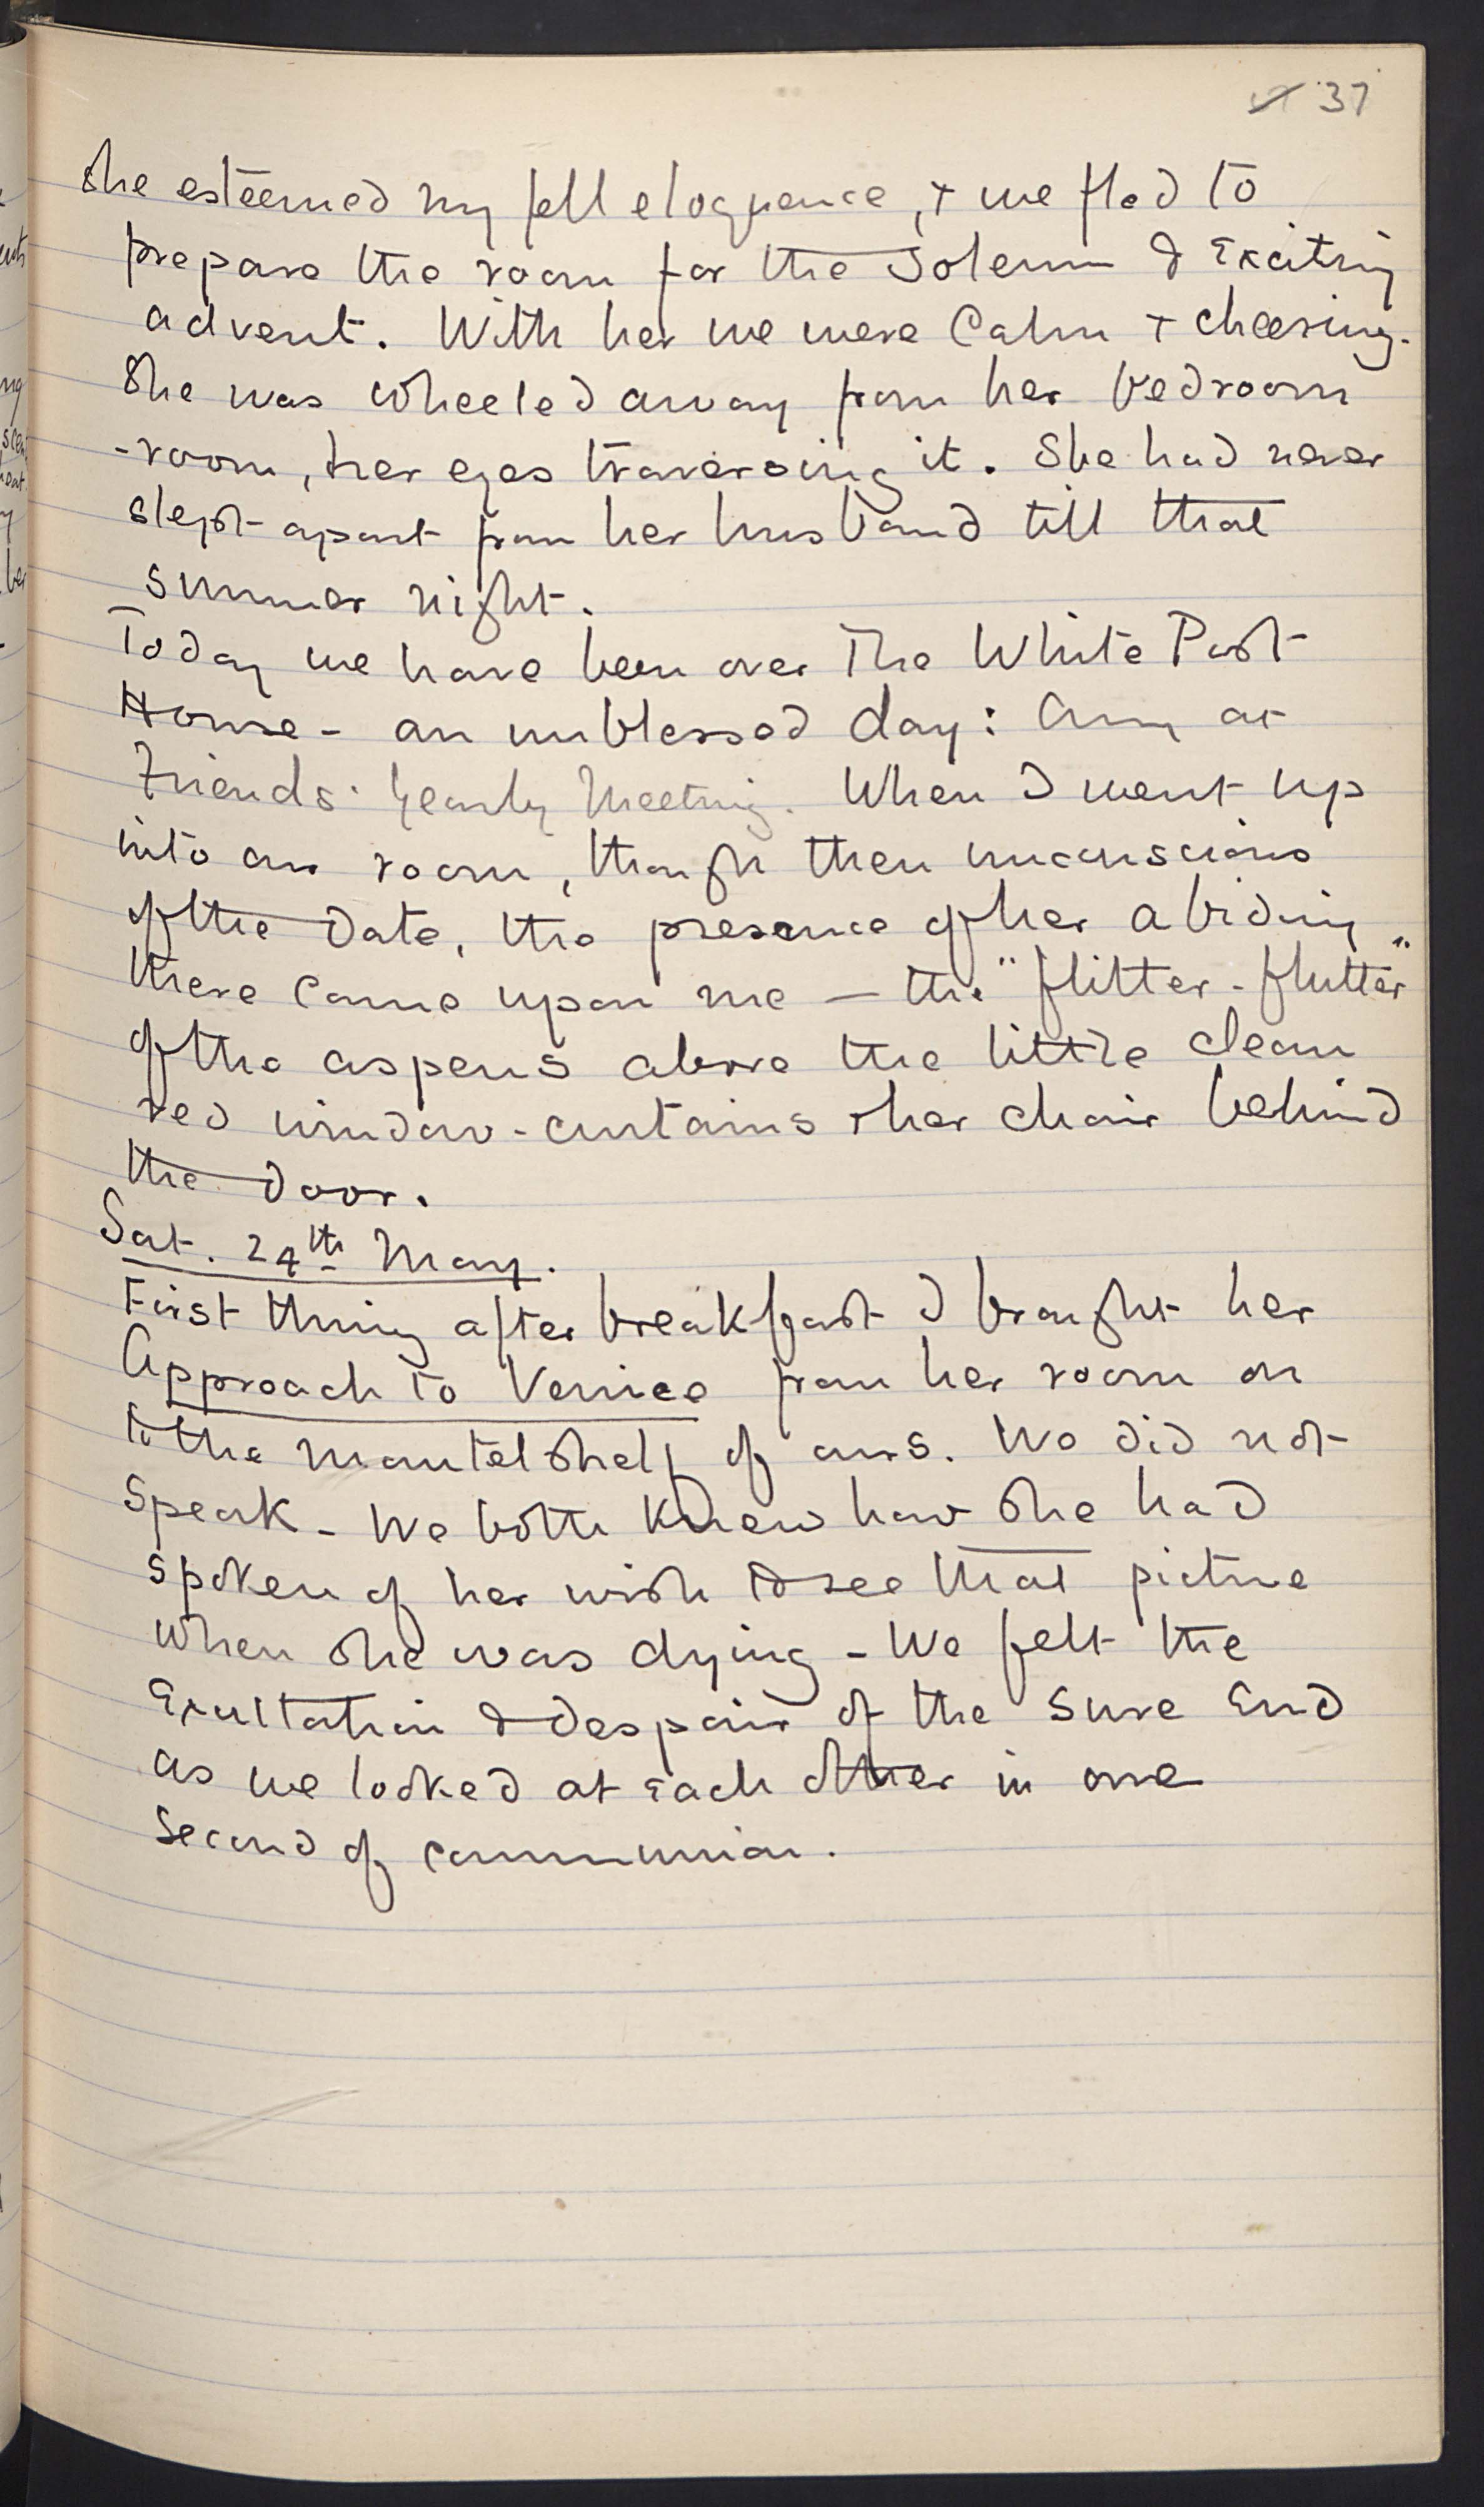 37
she esteemed my fell eloquence, + we fled to
prepare the room for the solemn & exciting
advent. With her we were calm + cheering.
She was wheeled away from her bedroom
-room, her eyes traversing it. She had never
slept apart from her husband till that
summer night.
Today we have been over The White Post
House - an unblessed day: Amy at
Friends' Yearly Meeting. When I went up
into our room, though then unconscious
of the date, the presence of her abiding
there came upon me — the "flitter-flutter"
of the aspens above the little clean
red window-curtains & her chair behind
the door.
Sat. 24th May.
First thing after breakfast I brought her
Approach to Venice from her room on
to the mantelshelf of ours. We did not
speak - We both knew how she had
spoken of her wish to see that picture
when she was dying - We felt the
Exultation & despair of the sure End
as we looked at each other in one
second of communion.